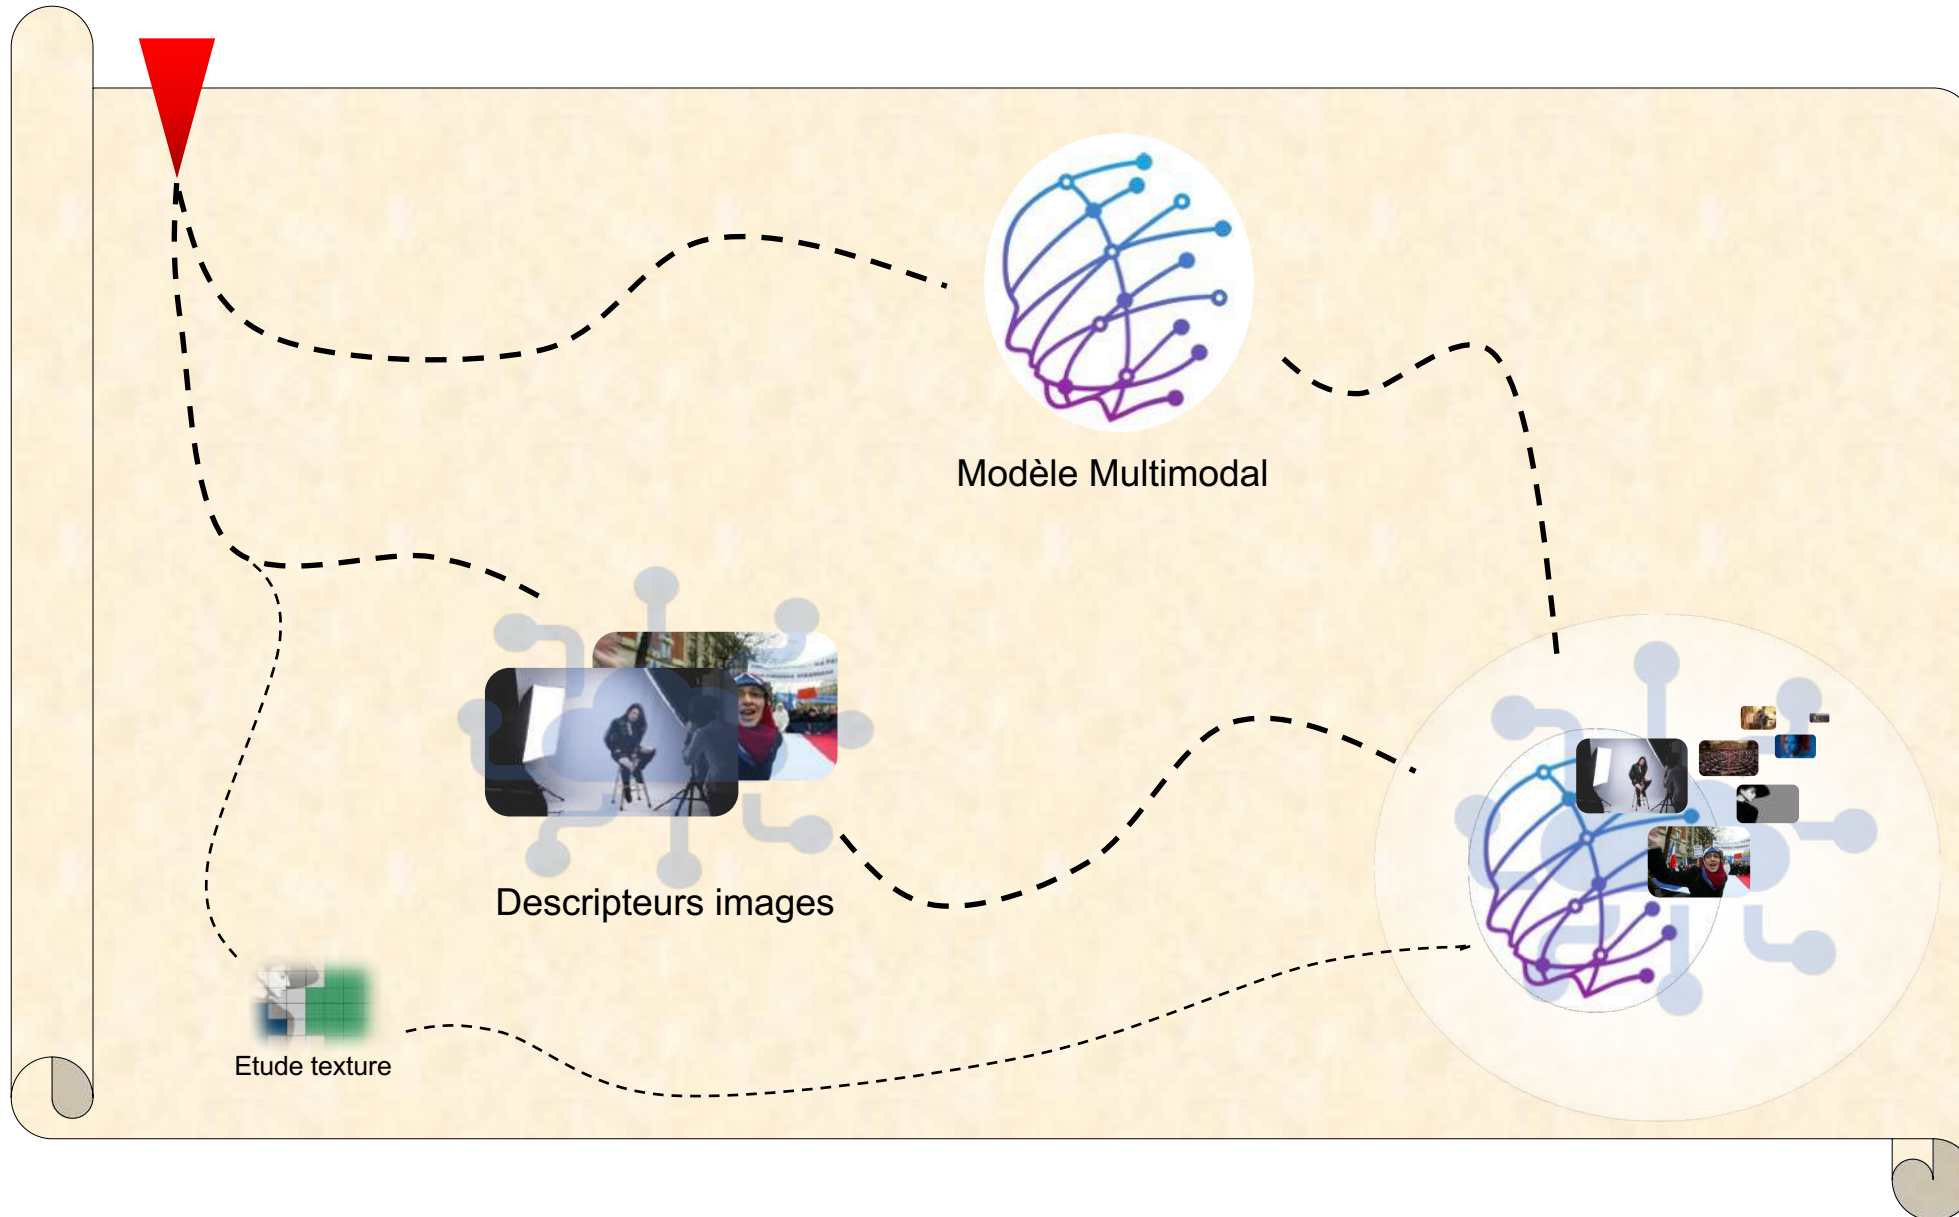 Modèle Multimodal
Descripteurs images
Etude texture